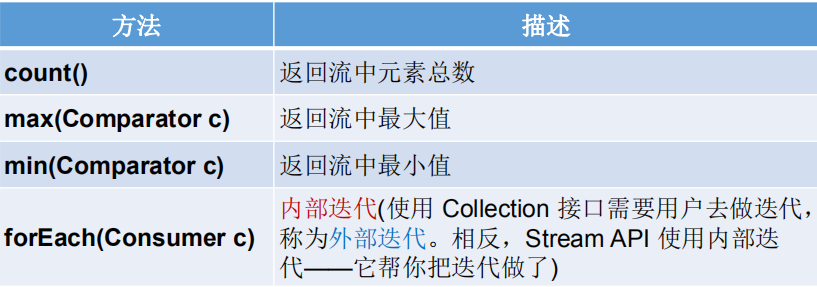 方法 描述
count() 返回流中元素总数
max(Comparator c) 返回流中最大值
min(Comparator c) 返回流中最小值
forEach(Consumer c) 内部迭代(使用 Collection 接口需要用户去做迭代，
称为外部迭代。相反，Stream API 使用内部迭
代——它帮你把迭代做了)